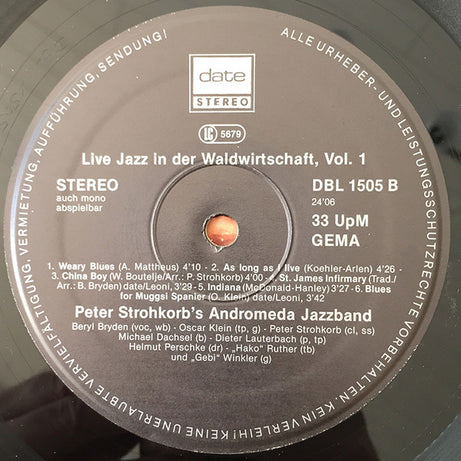 ALLE URHEBER- UND LEISTUNGSSCHUTZRECHTE VORBEHALTEN. KEIN VERLEIH! KEINE UNERLAUBTE VERVIELFÄLTIGUNG, VERMIETUNG, AUFFÜHRUNG, SENDUNG!
date
STEREO
LC 5679
Live Jazz in der Waldwirtschaft, Vol. 1
STEREO
auch mono
abspielbar
DBL 1505 B
24'06
33 UpM
GEMA
1. Weary Blues (A. Mattheus) 4'10 - 2. As long as I live (Koehler-Arlen) 4'26 -
3. China Boy (W. Boutelje/Arr.: P. Strohkorb) 4'00 - 4. St. James Infirmary (Trad./
Arr.: B. Bryden) date/Leoni, 3'29 - 5. Indiana (McDonald-Hanley) 3'27 - 6. Blues
for Muggsi Spanier (O. Klein) date/Leoni, 3'42
Peter Strohkorb's Andromeda Jazzband
Beryl Bryden (voc, wb) - Oscar Klein (tp, g) - Peter Strohkorb (cl, ss)
Michael Dachsel (b) - Dieter Lauterbach (p, tp)
Helmut Perschke (dr) - „Hako" Ruther (tb)
und „Gebi" Winkler (g)